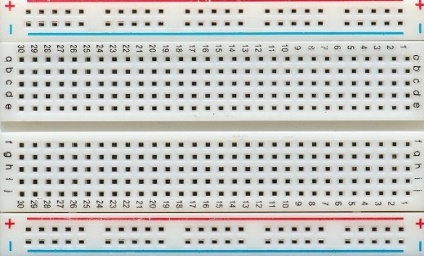 + +
− −
30 29 28 27 26 25 24 23 22 21 20 19 18 17 16 15 14 13 12 11 10 9 8 7 6 5 4 3 2 1
a a
b b
c c
d d
e e
f f
g g
h h
i i
j j
30 29 28 27 26 25 24 23 22 21 20 19 18 17 16 15 14 13 12 11 10 9 8 7 6 5 4 3 2 1
+ +
− −